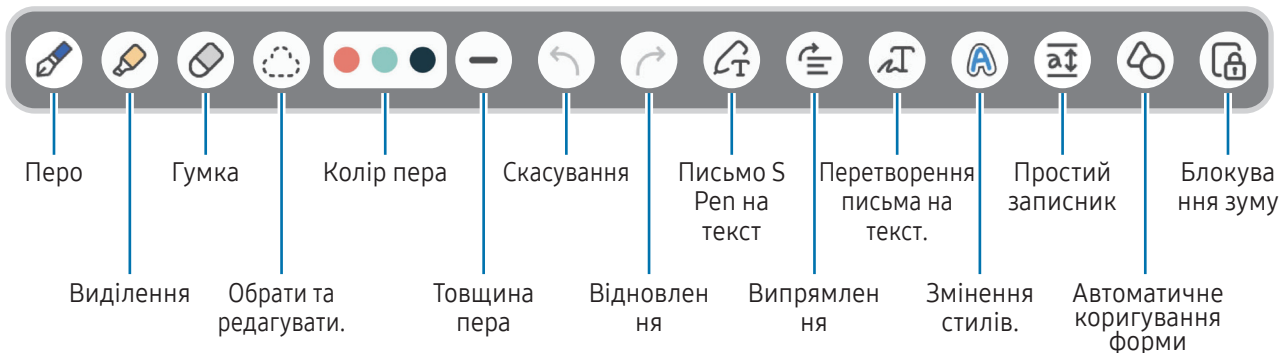 Перо
Гумка
Колір пера
Скасування
Письмо S
Pen на
текст
Перетворення
письма на
текст.
Простий
записник
Блокува
ння зуму
Виділення
Обрати та
редагувати.
Товщина
пера
Відновлен
ня
Випрямлен
ня
Змінення
стилів.
Автоматичне
коригування
форми